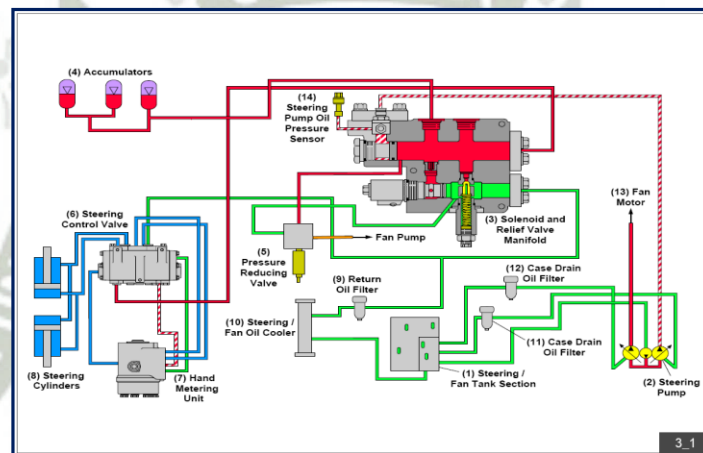 (4) Accumulators
(14)
Steering
Pump Oil
Pressure
Sensor
(13) Fan
Motor
(6) Steering
Control Valve
(3) Solenoid and
Relief Valve
Manifold
Fan Pump
(5)
Pressure
Reducing
Valve
(9) Return
Oil Filter
(12) Case Drain
Oil Filter
(10) Steering /
Fan Oil Cooler
(11) Case Drain
Oil Filter
(8) Steering
Cylinders
(7) Hand
Metering
Unit
(1) Steering /
Fan Tank Section
(2) Steering
Pump
3_1